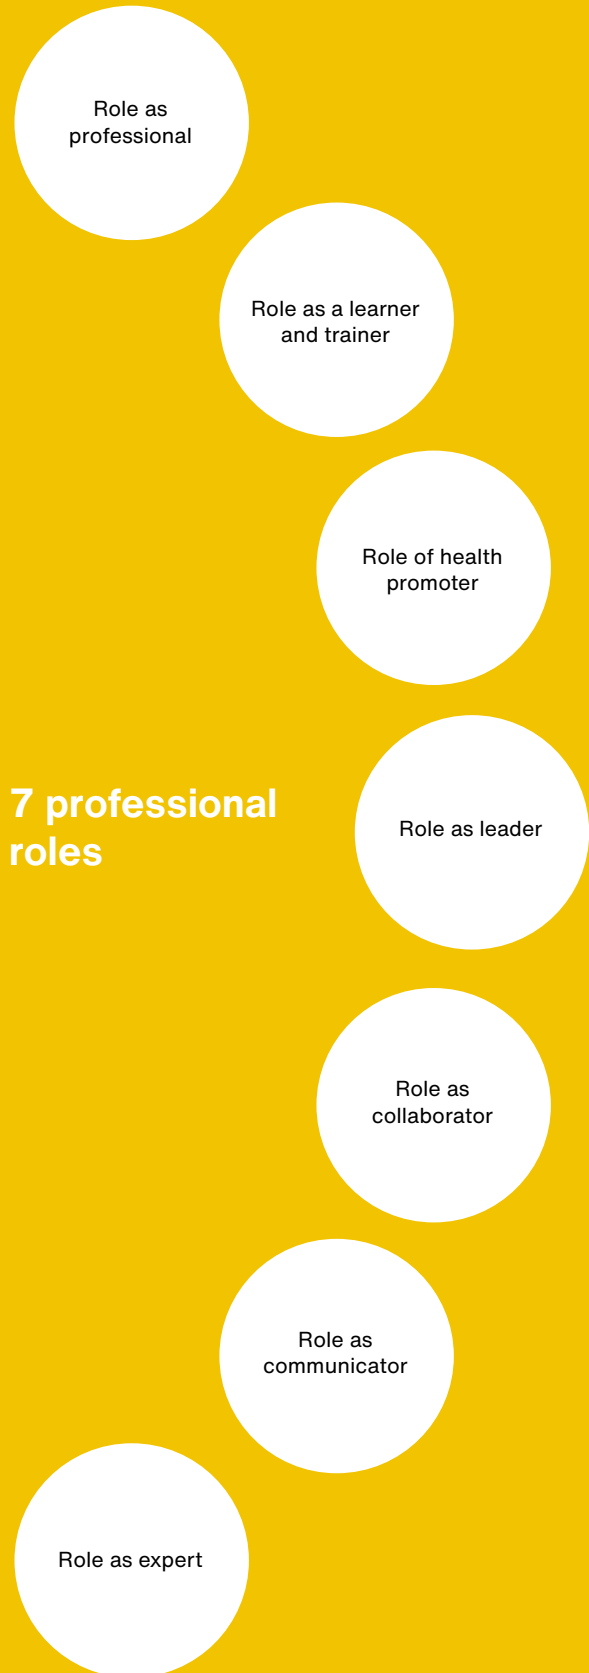 Role as
professional
Role as a learner
and trainer
Role of health
promoter
7 professional
roles
Role as leader
Role as
collaborator
Role as
communicator
Role as expert